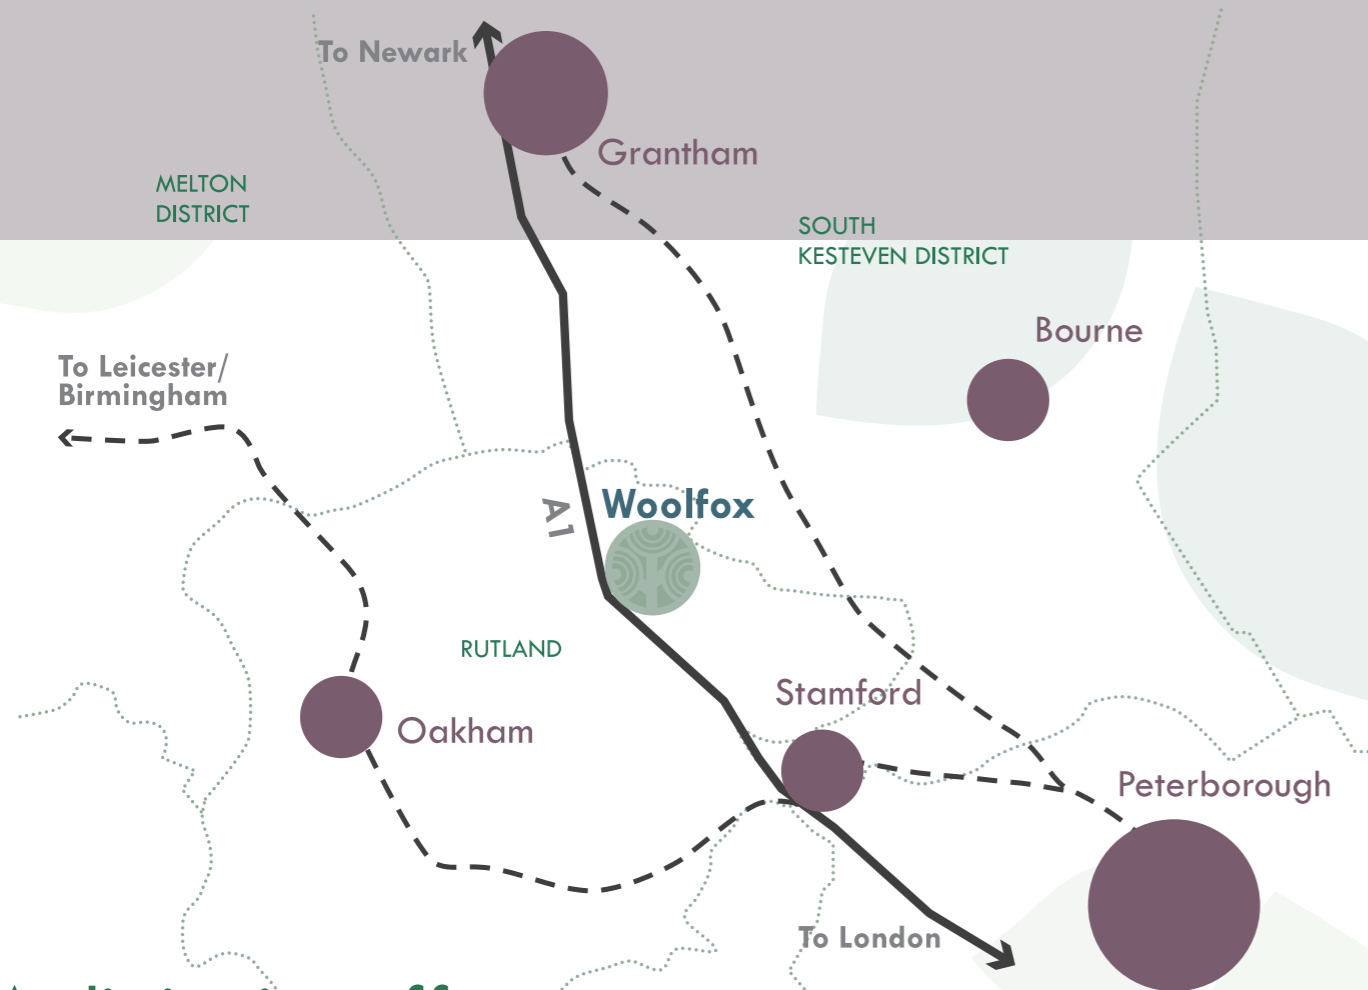 To Newark
Grantham
MELTON
DISTRICT
SOUTH
KESTEVEN DISTRICT
Bourne
To Leicester/
Birmingham
A1
Woolfox
RUTLAND
Stamford
Oakham
Peterborough
To London